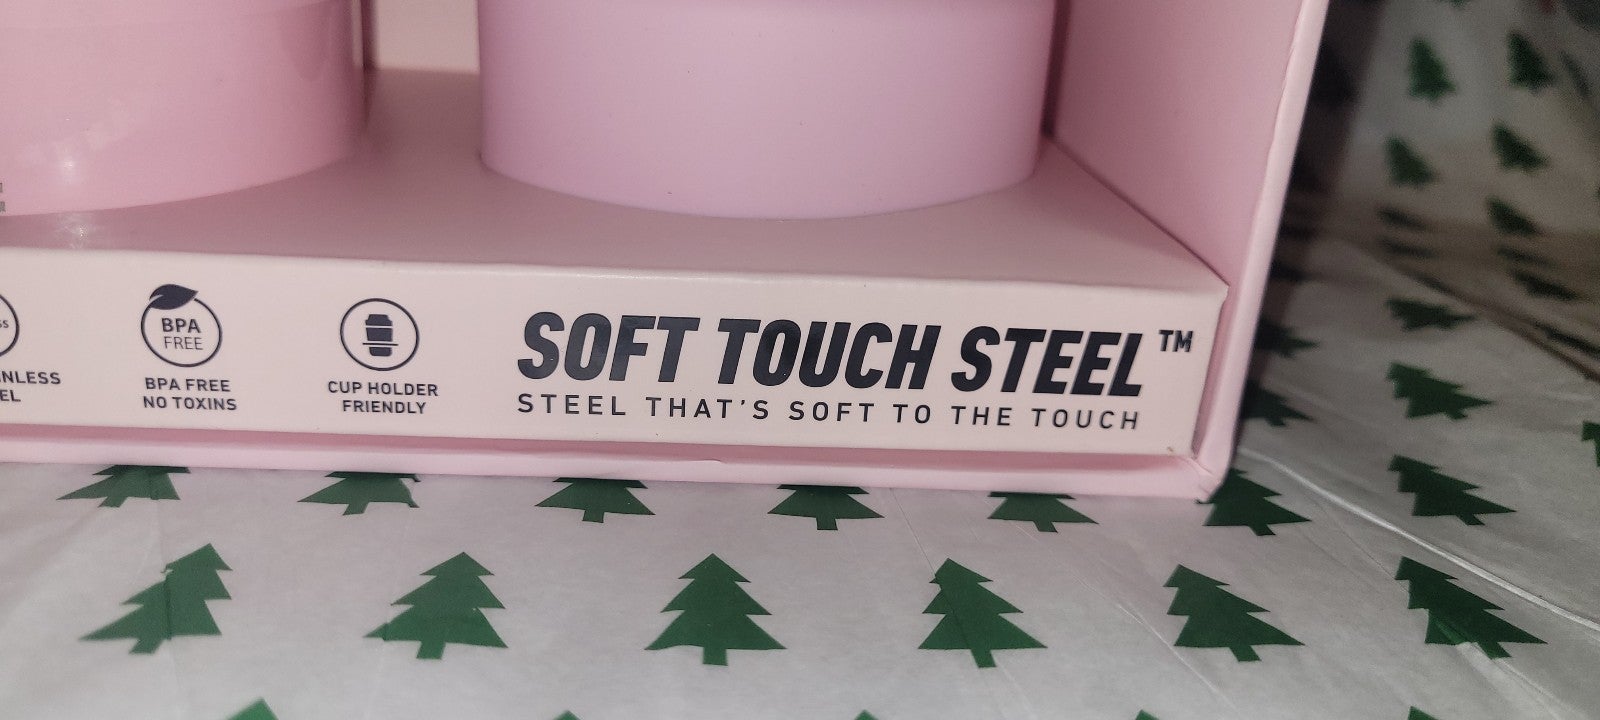 BPA
FREE
BPA FREE
NO TOXINS
CUP HOLDER
FRIENDLY
SOFT TOUCH STEEL™
STEEL THAT'S SOFT TO THE TOUCH